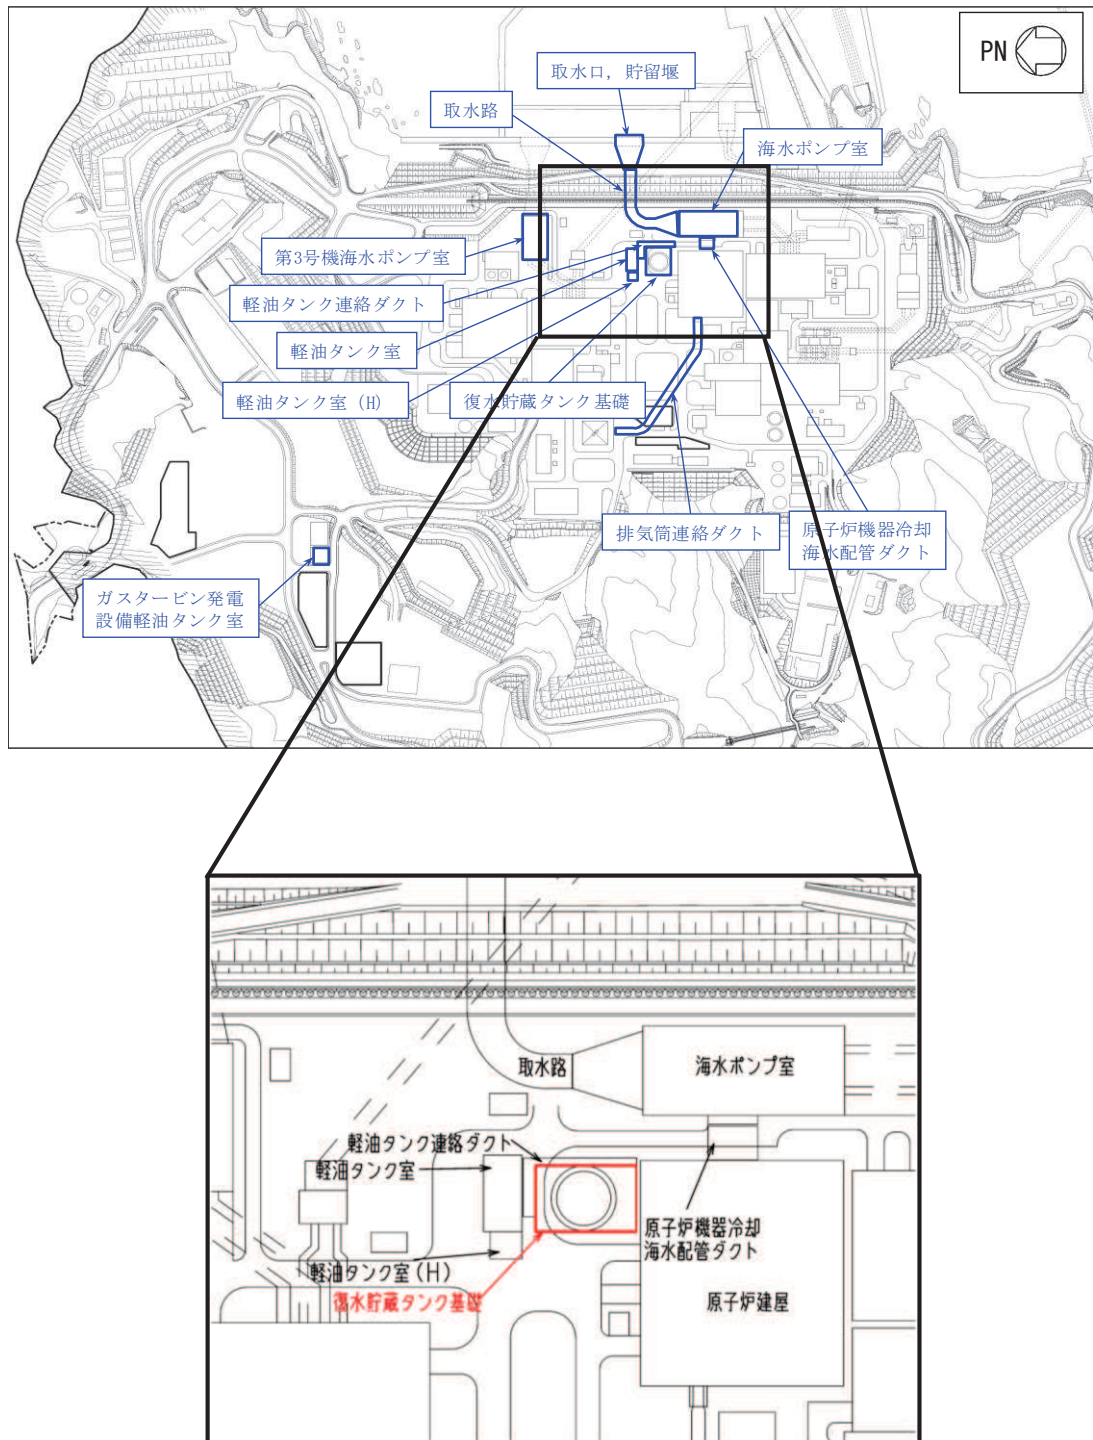 PN
取水口，貯留堰
取水路
海水ポンプ室
第3号機海水ポンプ室
軽油タンク連絡ダクト
軽油タンク室
軽油タンク室 (H)
復水貯蔵タンク基礎
排気筒連絡ダクト
原子炉機器冷却
海水配管ダクト
ガスタービン発電
設備軽油タンク室
取水路
海水ポンプ室
軽油タンク連絡ダクト
軽油タンク室
原子炉機器冷却
海水配管ダクト
軽油タンク室(H)
復水貯蔵タンク基礎
原子炉建屋